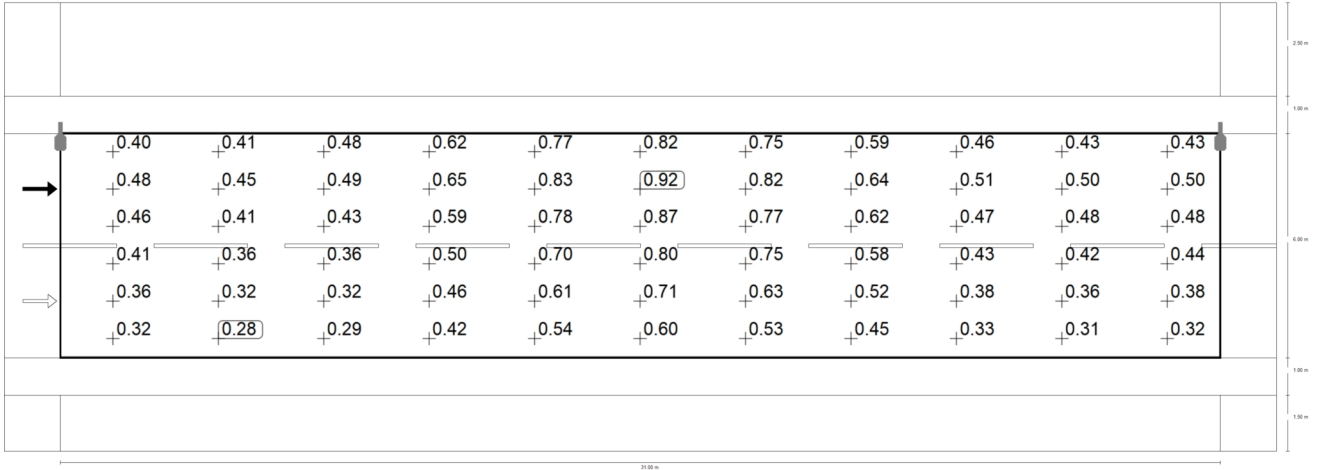 2.50 m
1.00 m
0.40 0.41 0.48 0.62 0.77 0.82 0.75 0.59 0.46 0.43 0.43
0.48 0.45 0.49 0.65 0.83 0.92 0.82 0.64 0.51 0.50 0.50
0.46 0.41 0.43 0.59 0.78 0.87 0.77 0.62 0.47 0.48 0.48
6.00 m
0.41 0.36 0.36 0.50 0.70 0.80 0.75 0.58 0.43 0.42 0.44
0.36 0.32 0.32 0.46 0.61 0.71 0.63 0.52 0.38 0.36 0.38
0.32 0.28 0.29 0.42 0.54 0.60 0.53 0.45 0.33 0.31 0.32
1.00 m
1.50 m
31.00 m